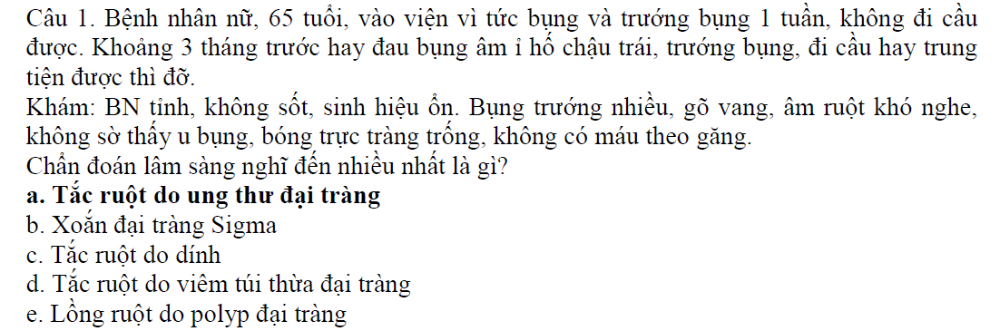 Câu 1. Bệnh nhân nữ, 65 tuổi, vào viện vì tức bụng và trướng bụng 1 tuần, không đi cầu
được. Khoảng 3 tháng trước hay đau bụng âm ỉ hố chậu trái, trướng bụng, đi cầu hay trung
tiện được thì đỡ.
Khám: BN tỉnh, không sốt, sinh hiệu ổn. Bụng trướng nhiều, gõ vang, âm ruột khó nghe,
không sờ thấy u bụng, bóng trực tràng trống, không có máu theo găng.
Chẩn đoán lâm sàng nghĩ đến nhiều nhất là gì?
a. Tắc ruột do ung thư đại tràng
b. Xoắn đại tràng Sigma
c. Tắc ruột do dính
d. Tắc ruột do viêm túi thừa đại tràng
e. Lồng ruột do polyp đại tràng